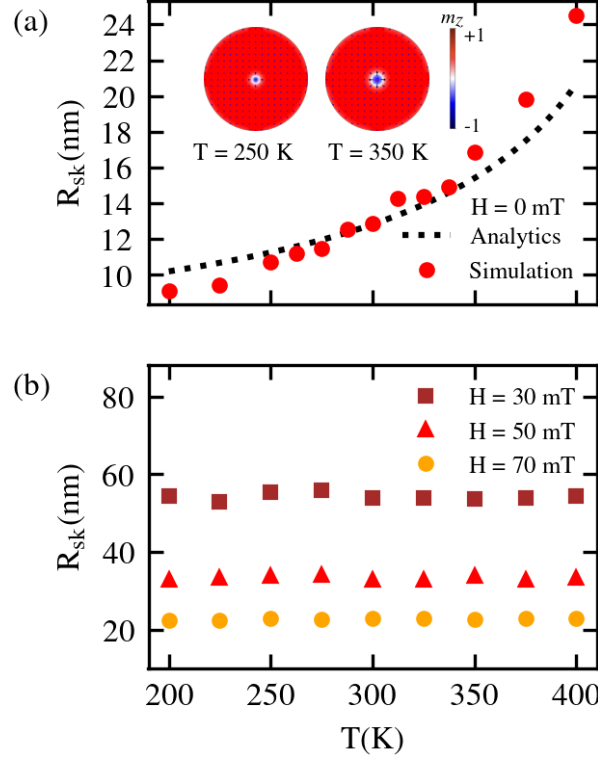 (a)
24
22
20
18
16
14
12
10
R_sk(nm)
m_z
+1
-1
T = 250 K
T = 350 K
H = 0 mT
Analytics
Simulation
(b)
80
60
40
20
R_sk(nm)
H = 30 mT
H = 50 mT
H = 70 mT
200 250 300 350 400
T(K)